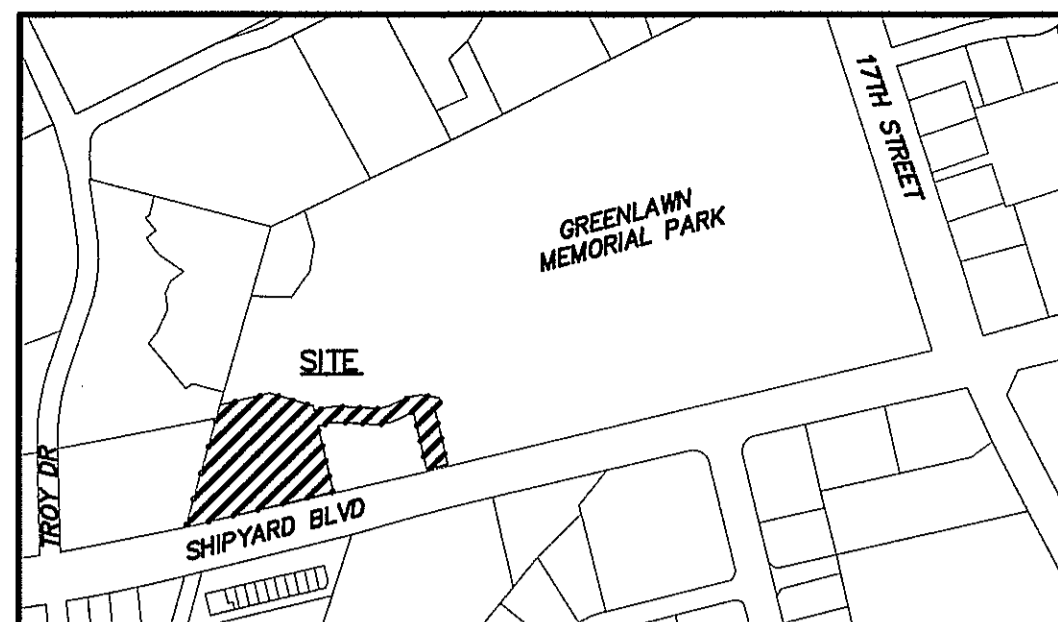 17TH STREET
GREENLAWN
MEMORIAL PARK
SITE
TROY DR
SHIPYARD BLVD